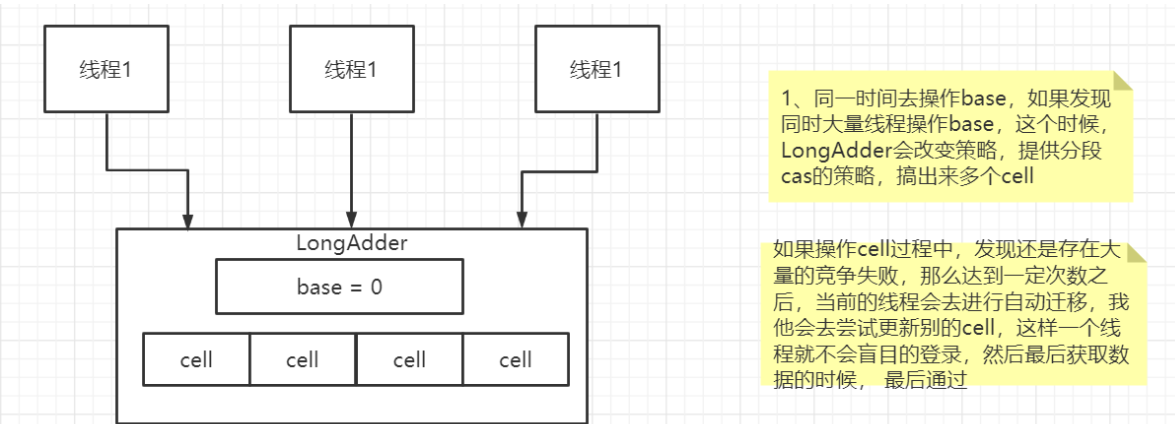 线程1
线程1
线程1
LongAdder
base = 0
cell
cell
cell
cell
1、同一时间去操作base，如果发现
同时大量线程操作base，这个时候，
LongAdder会改变策略，提供分段
cas的策略，搞出来多个cell
如果操作cell过程中，发现还是存在大
量的竞争失败，那么达到一定次数之
后，当前的线程会去进行自动迁移，我
他会去尝试更新别的cell，这样一个线
程就不会盲目的登录，然后最后获取数
据的时候， 最后通过